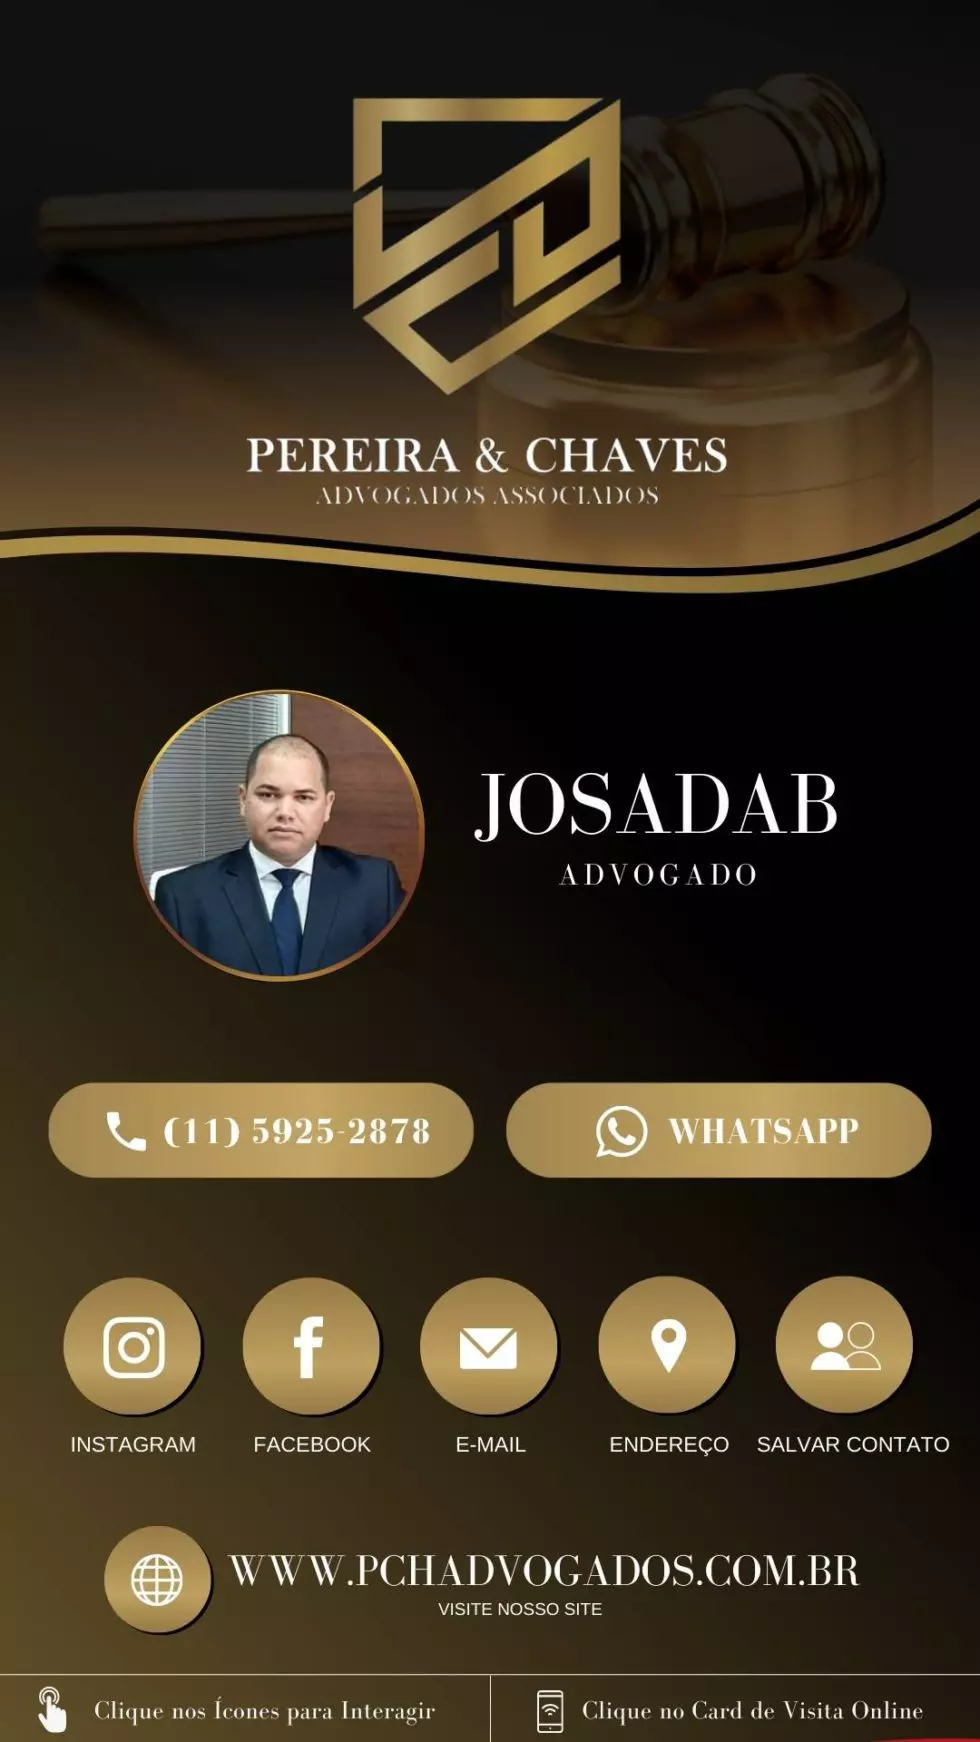 PEREIRA & CHAVES
ADVOGADOS ASSOCIADOS
JOSADAB
ADVOGADO
(11) 5925-2878
WHATSAPP
INSTAGRAM
FACEBOOK
E-MAIL
ENDEREÇO
SALVAR CONTATO
WWW.PCHADVOGADOS.COM.BR
VISITE NOSSO SITE
Clique nos Ícones para Interagir
Clique no Card de Visita Online